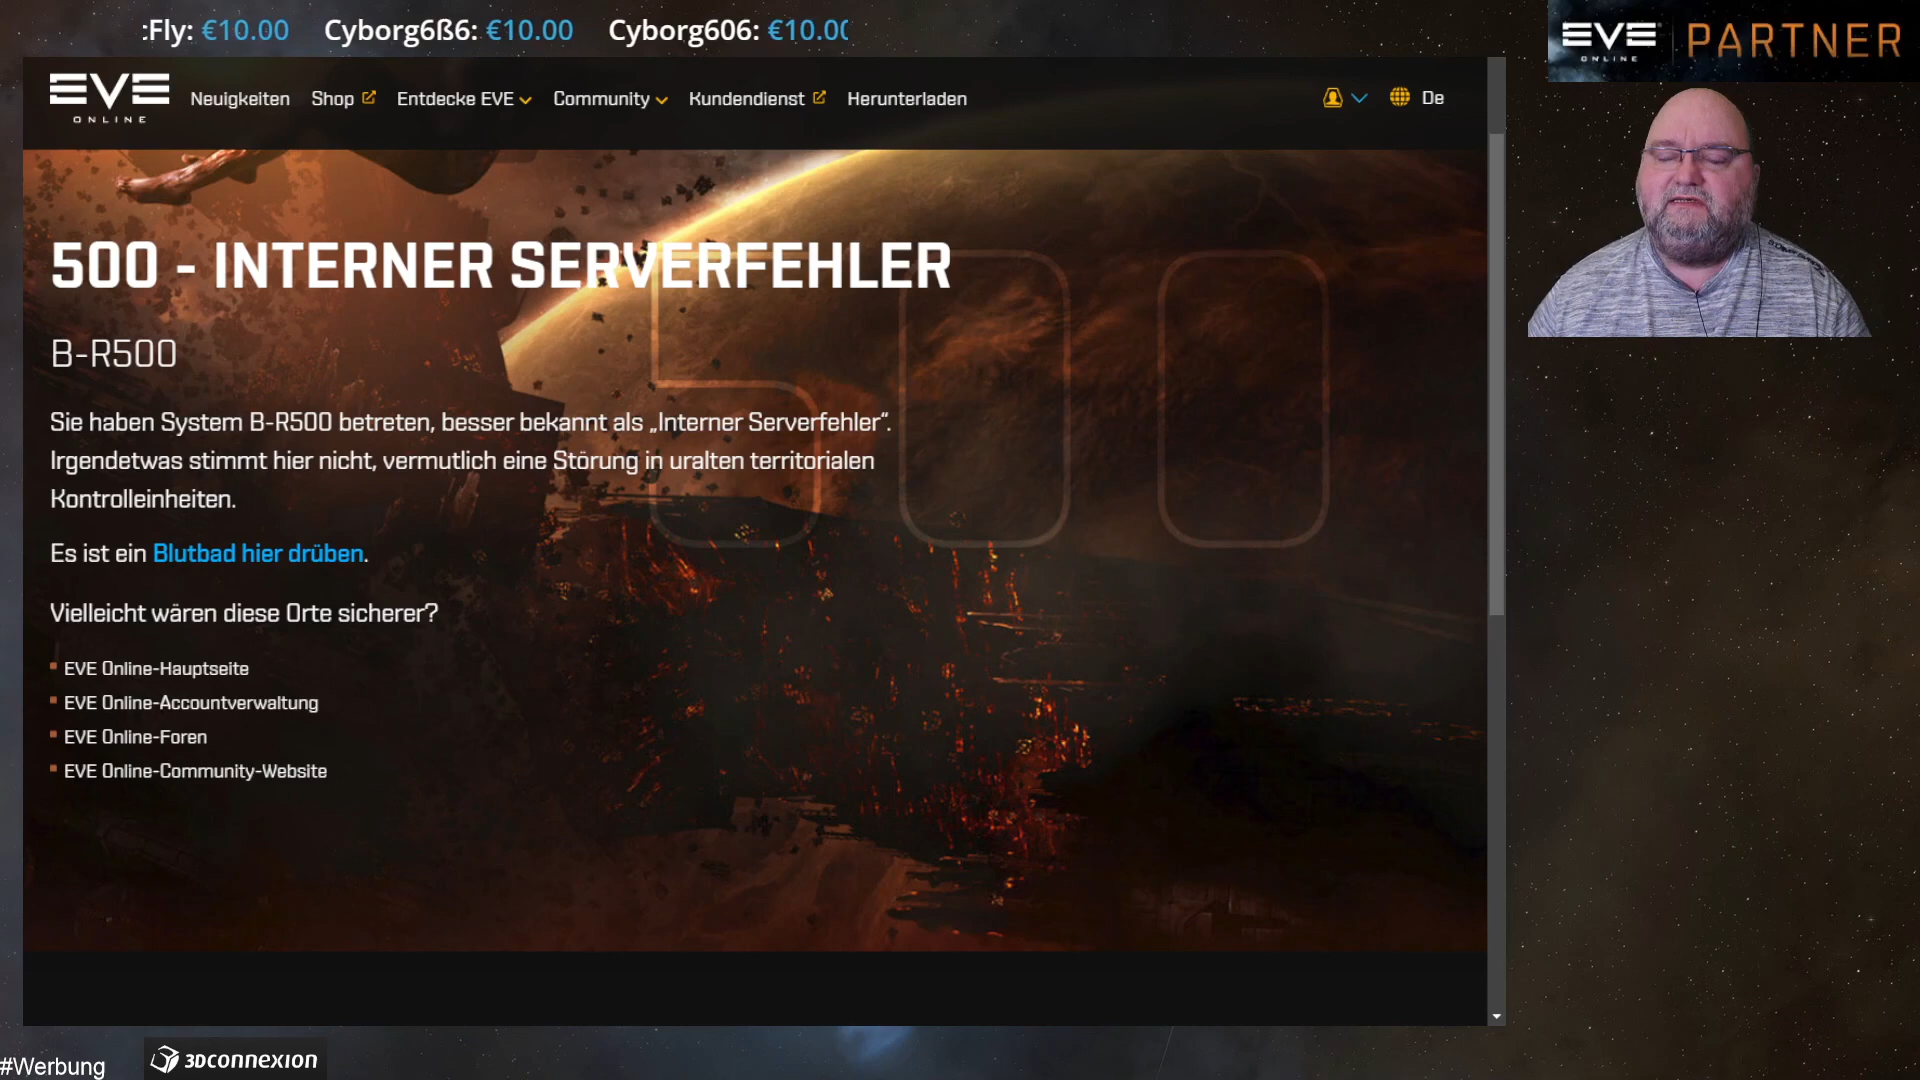 :Fly: €10.00 Cyborg6ß6: €10.00 Cyborg606: €10.00
EVE ONLINE PARTNER
EVE ONLINE Neuigkeiten Shop Entdecke EVE Community Kundendienst Herunterladen De
500
500 - INTERNER SERVERFEHLER
B-R500
Sie haben System B-R500 betreten, besser bekannt als „Interner Serverfehler“.
Irgendetwas stimmt hier nicht, vermutlich eine Störung in uralten territorialen
Kontrolleinheiten.
Es ist ein Blutbad hier drüben.
Vielleicht wären diese Orte sicherer?
EVE Online-Hauptseite
EVE Online-Accountverwaltung
EVE Online-Foren
EVE Online-Community-Website
#Werbung 3Dconnexion